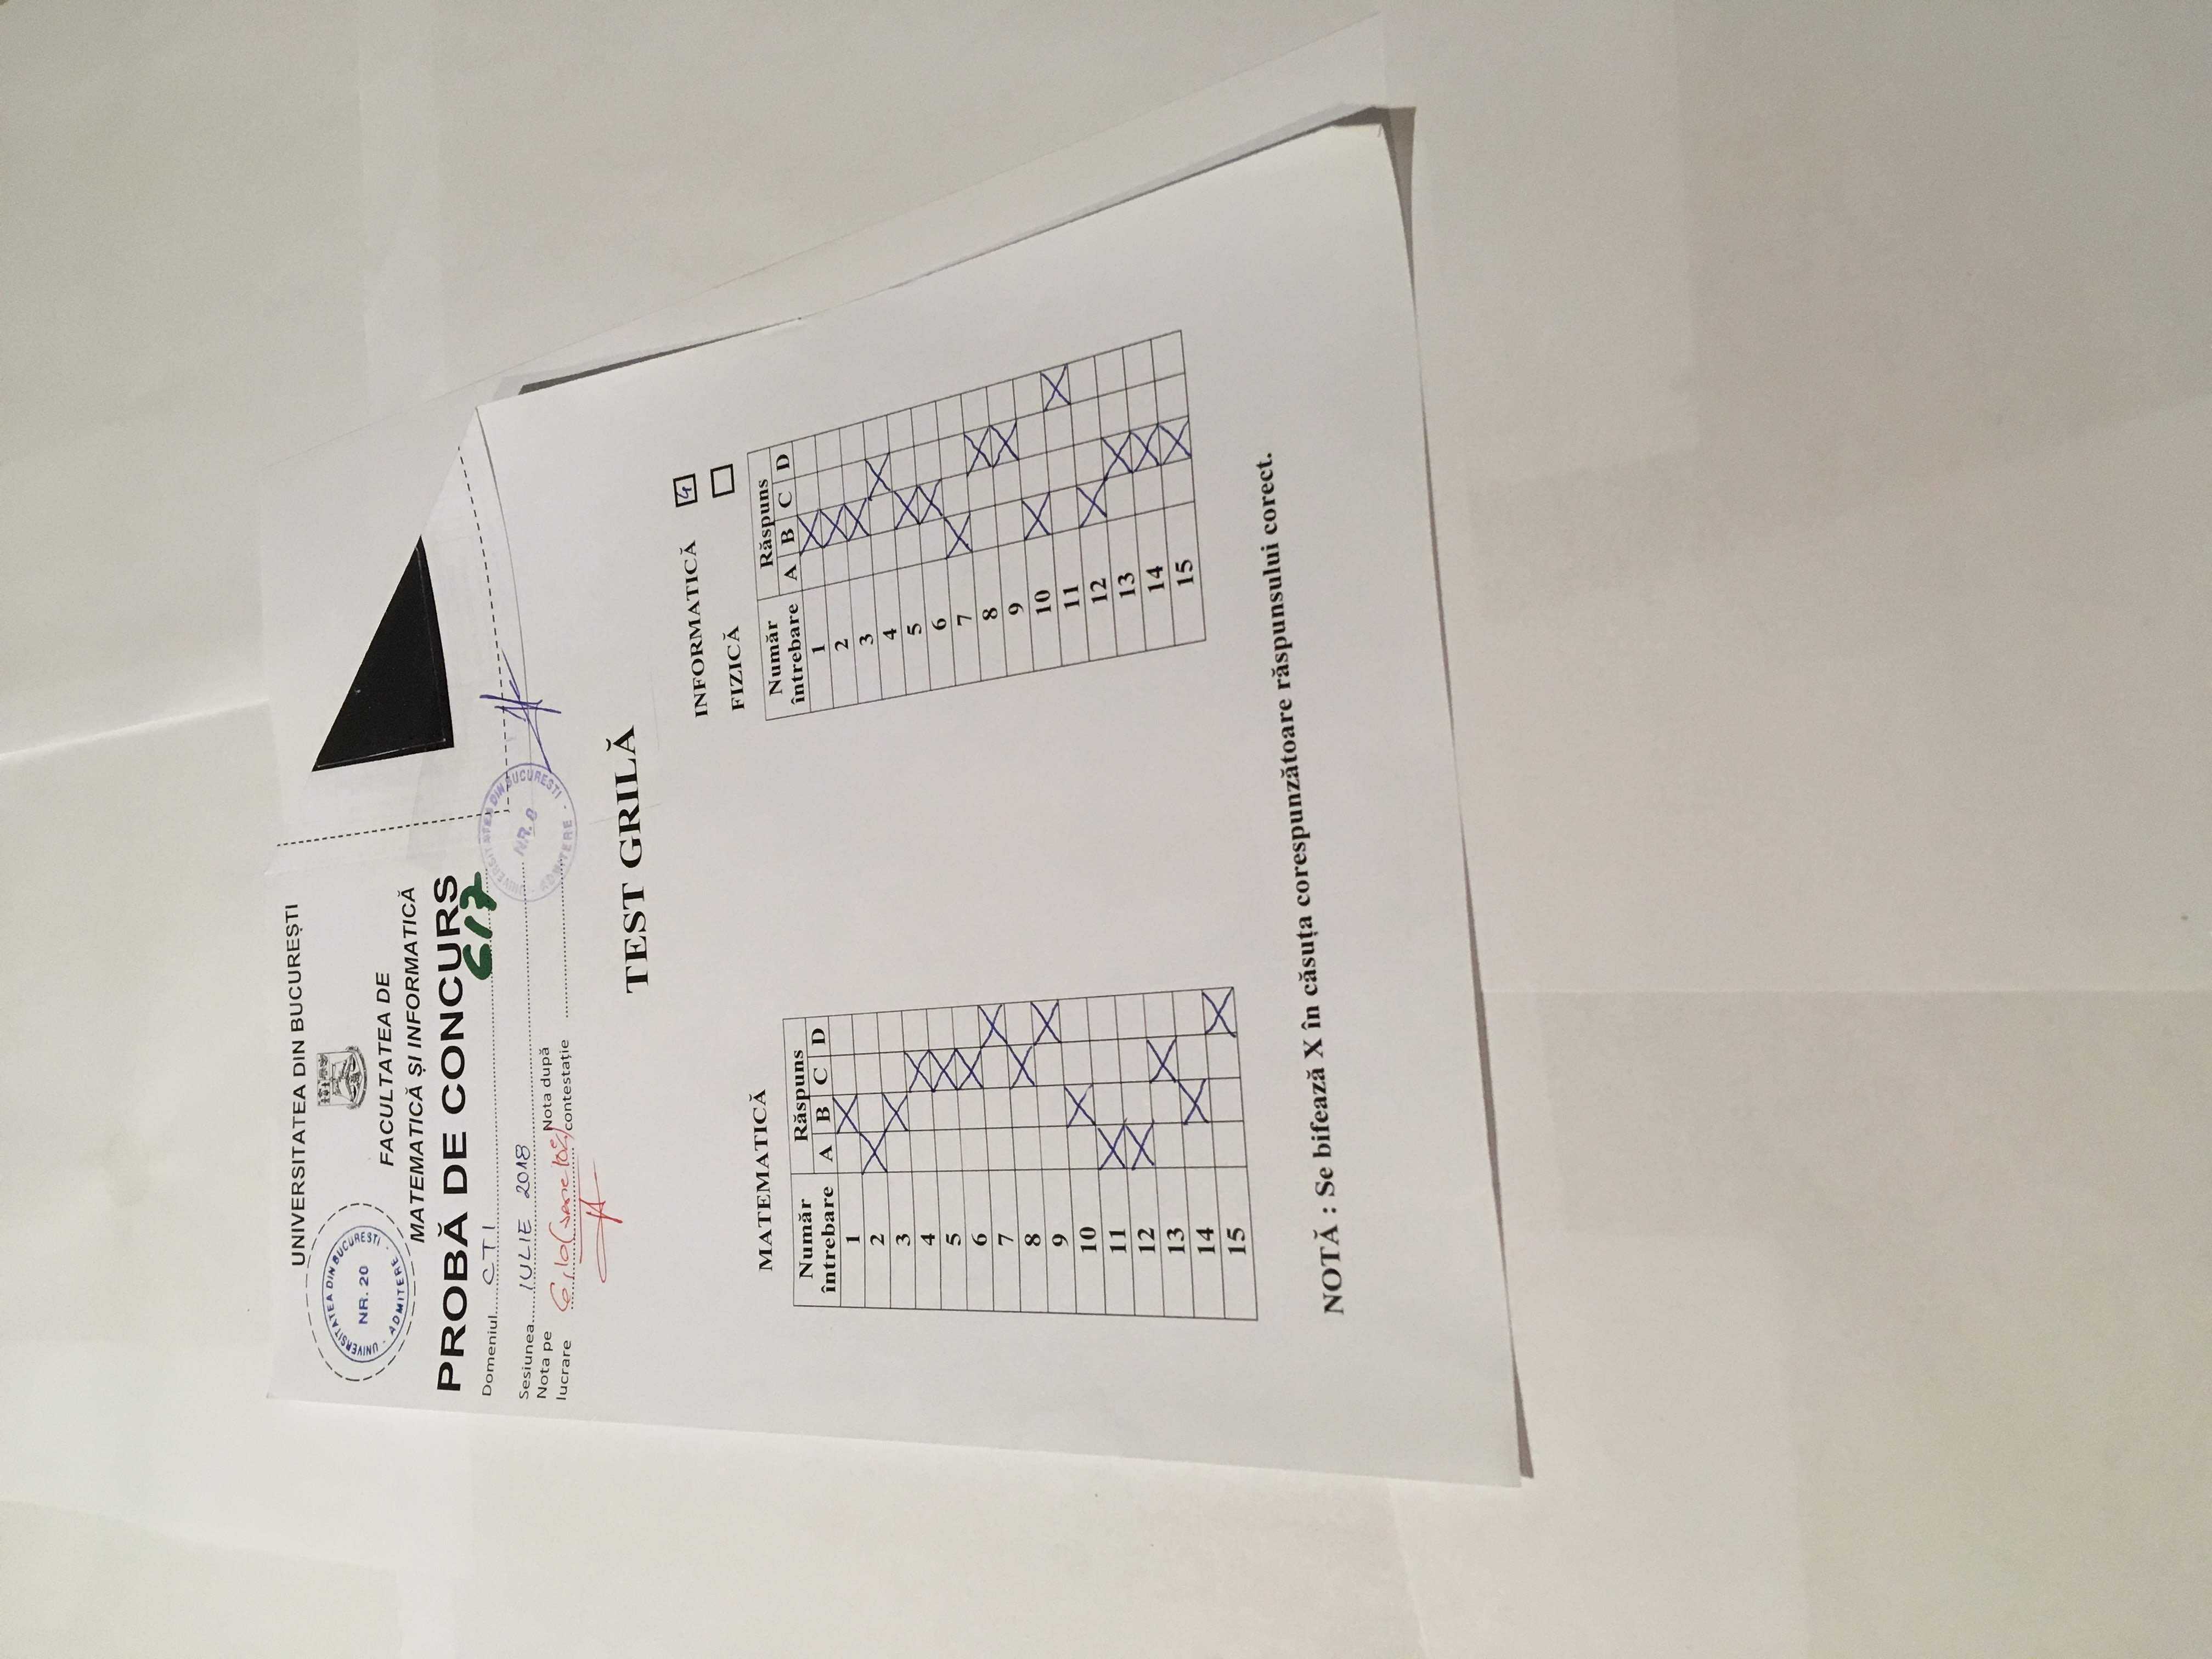 UNIVERSITATEA DIN BUCUREȘTI
UNIVERSITATEA DIN BUCUREȘTI
NR. 20
ADMITERE
FACULTATEA DE
MATEMATICĂ ȘI INFORMATICĂ
PROBĂ DE CONCURS
617
Domeniul CTI
Sesiunea IULIE 2018
Nota pe lucrare 6,10
Nota după contestație
UNIVERSITATEA DIN BUCUREȘTI
NR. 8
ADMITERE
TEST GRILĂ
INFORMATICĂ 4
FIZICĂ
MATEMATICĂ
Număr întrebare Răspuns
A B C D
1 X
2 X
3 X
4 X
5 X
6 X
7 X
8 X
9 X
10 X
11 X
12 X
13 X
14 X
15 X
Număr întrebare Răspuns
A B C D
1 X
2 X
3 X
4 X
5 X
6 X
7 X
8 X
9 X
10 X
11 X
12 X
13 X
14 X
15 X
NOTĂ : Se bifează X în căsuța corespunzătoare răspunsului corect.